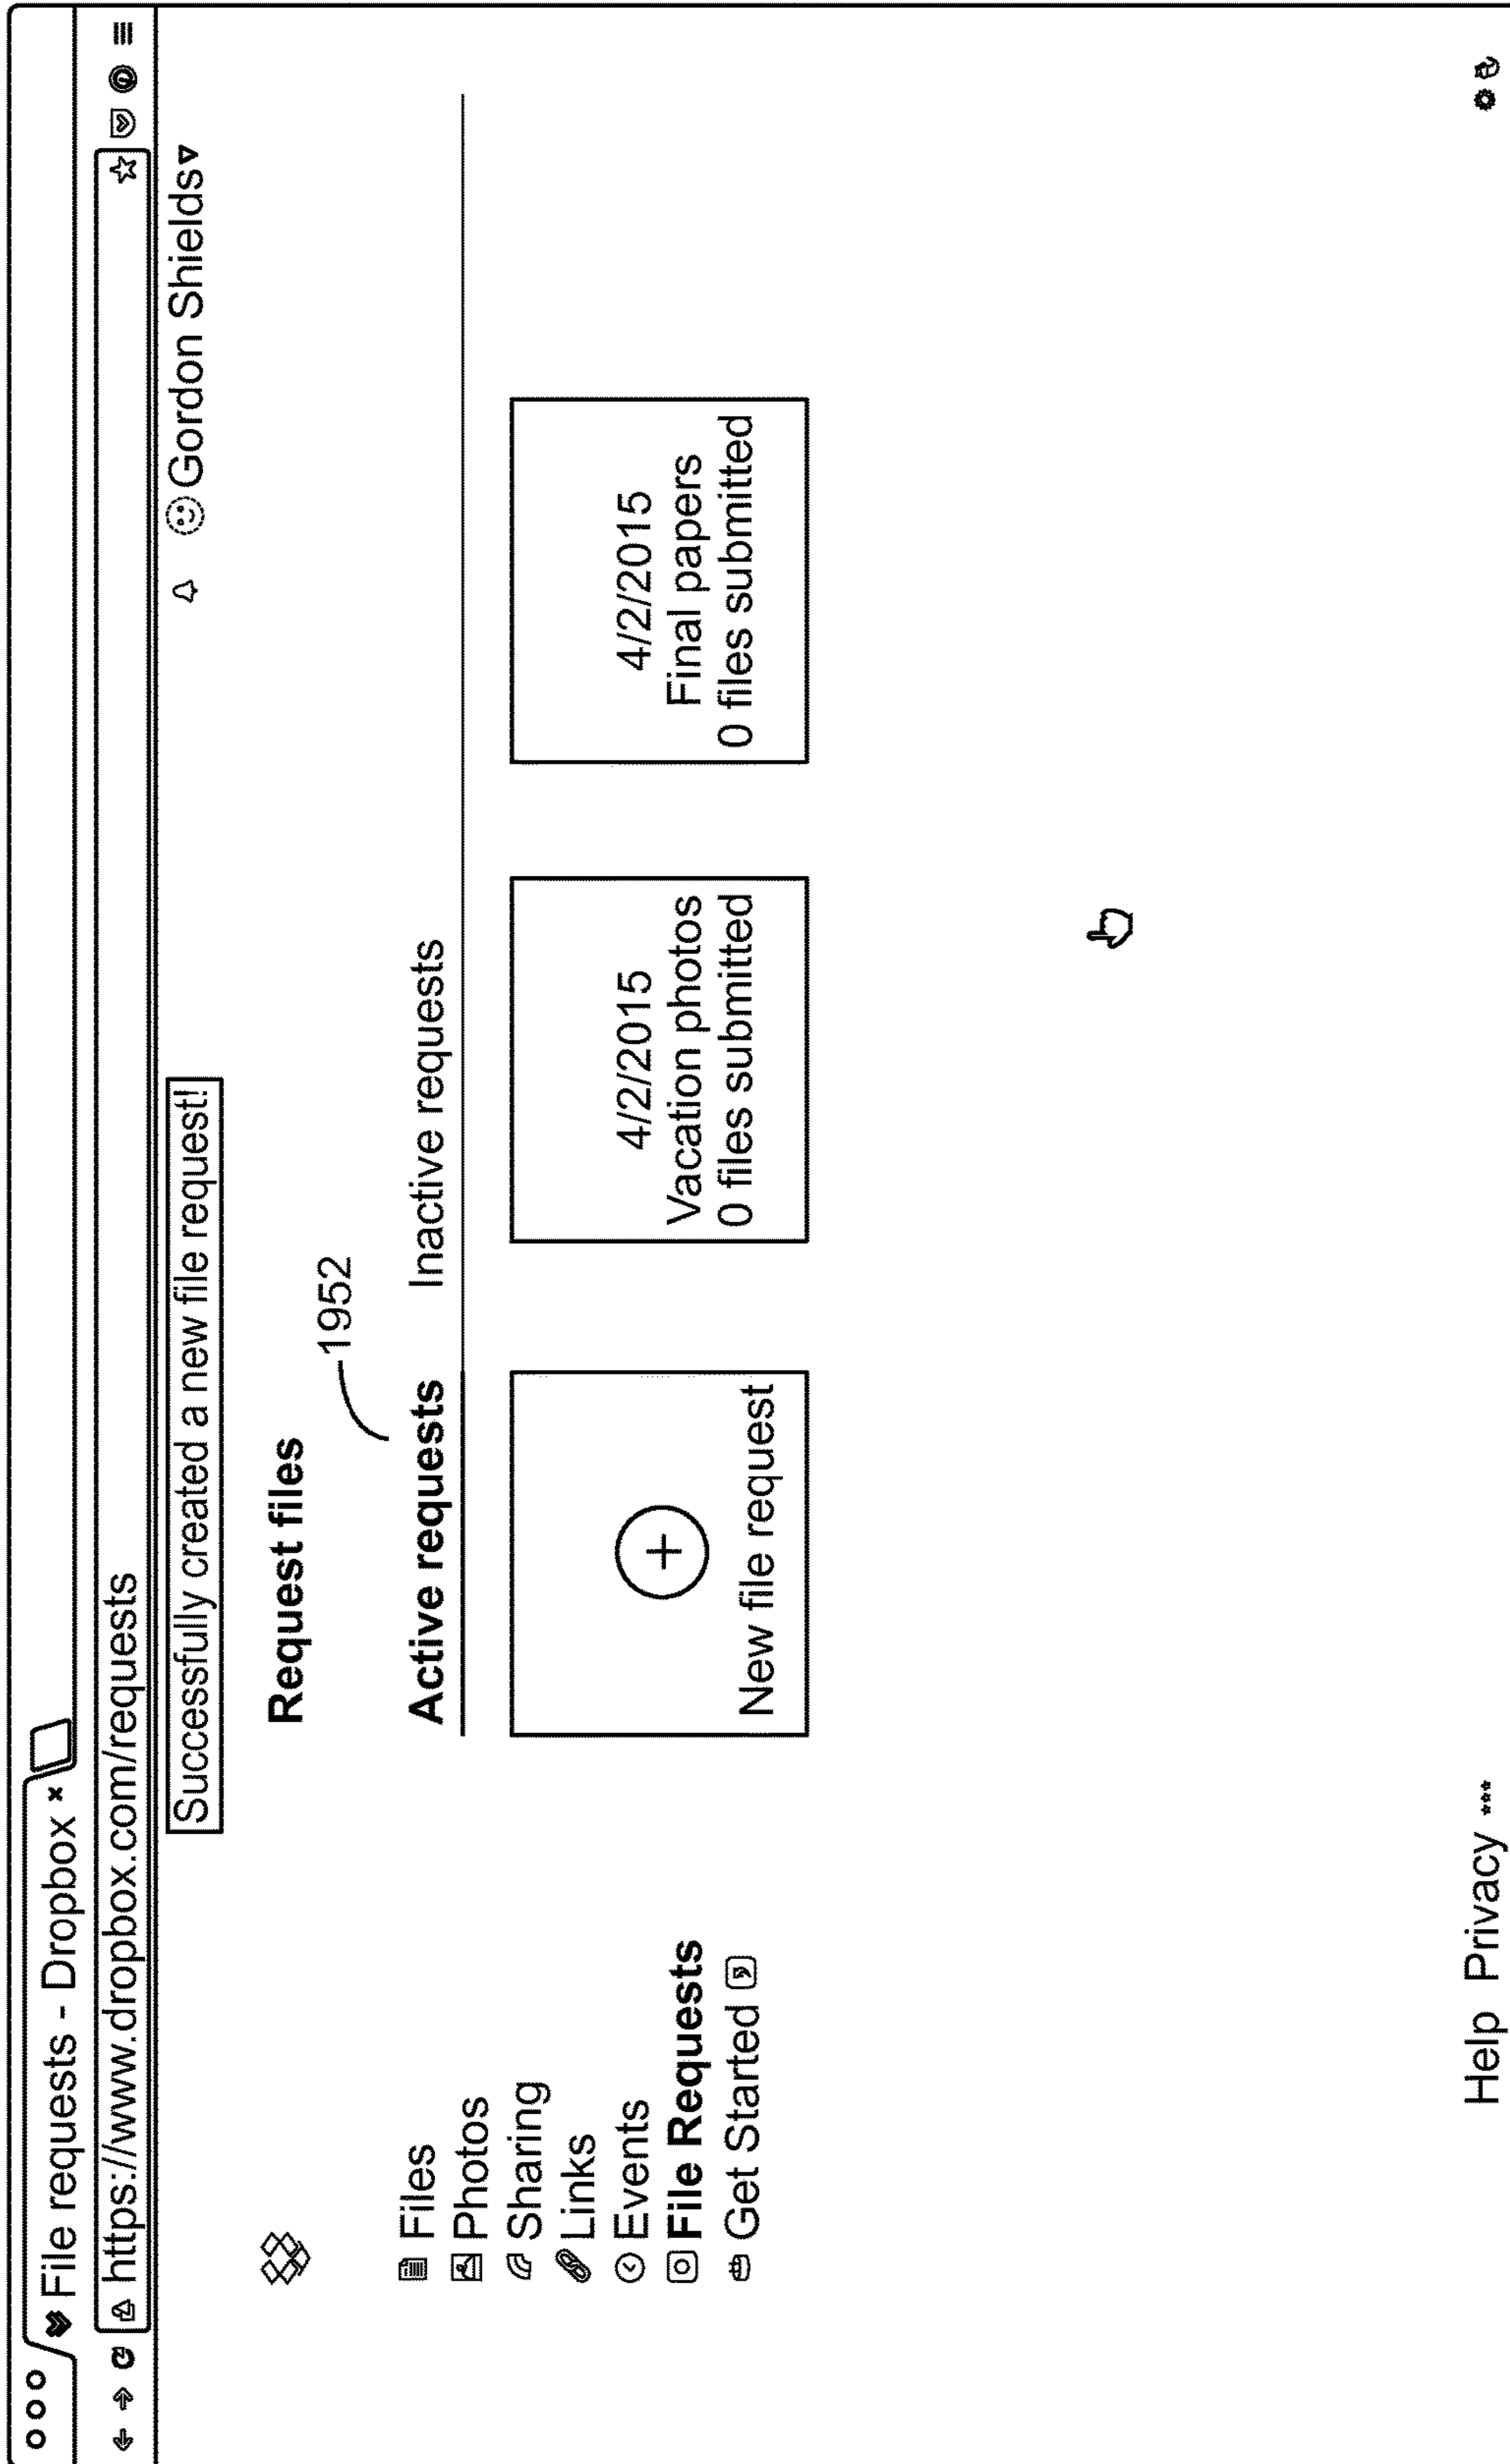 File requests - Dropbox
https://www.dropbox.com/requests
Successfully created a new file request!
Gordon Shields
Request files
1952
Active requests
Inactive requests
Files
Photos
Sharing
Links
Events
File Requests
Get Started
New file request
4/2/2015
Vacation photos
0 files submitted
4/2/2015
Final papers
0 files submitted
Help Privacy